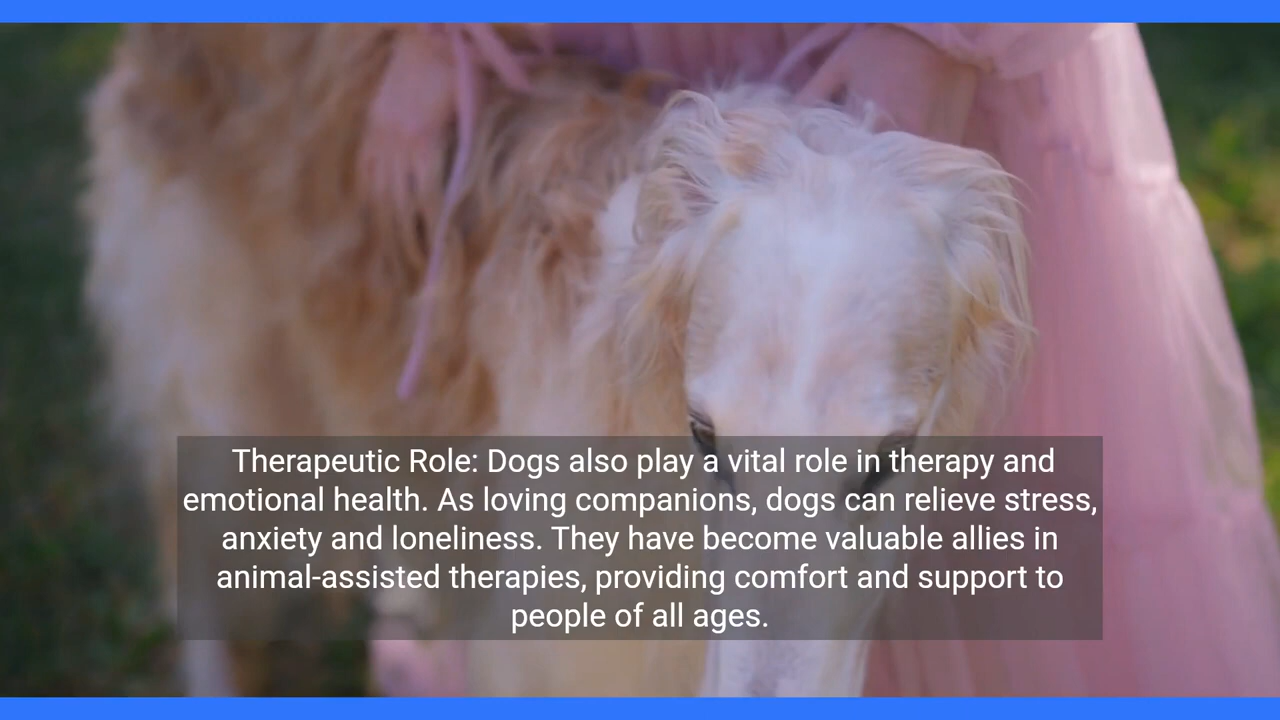 Therapeutic Role: Dogs also play a vital role in therapy and
emotional health. As loving companions, dogs can relieve stress,
anxiety and loneliness. They have become valuable allies in
animal-assisted therapies, providing comfort and support to
people of all ages.